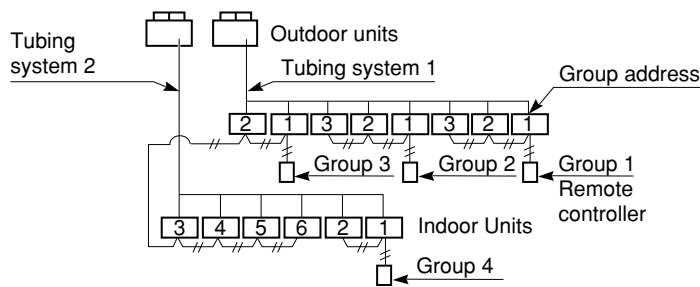 Tubing
system 2
Outdoor units
Tubing system 1
Group address
2 1 3 2 1 3 2 1
Group 3
Group 2
Group 1
Remote
controller
3 4 5 6 2 1
Indoor Units
Group 4